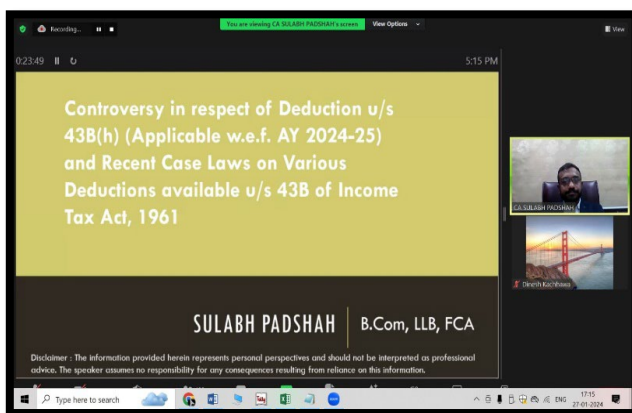 Recording...
You are viewing CA SULABH PADSHAH's screen
View Options
View
0:23:49
5:15 PM
Controversy in respect of Deduction u/s
43B(h) (Applicable w.e.f. AY 2024-25)
and Recent Case Laws on Various
Deductions available u/s 43B of Income
Tax Act, 1961
CA SULABH PADSHAH
Dinesh Kachhawa
SULABH PADSHAH
B.Com, LLB, FCA
Disclaimer : The information provided herein represents personal perspectives and should not be interpreted as professional
advice. The speaker assumes no responsibility for any consequences resulting from reliance on this information.
Type here to search
Tally
ENG
17:15
27-01-2024